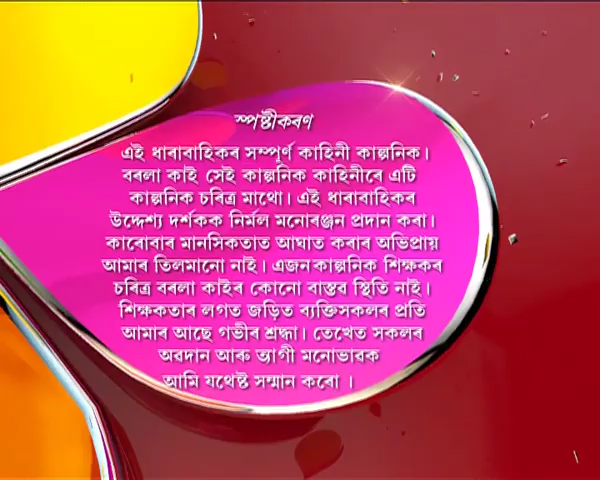 স্পষ্টীকৰণ
এই ধাৰাবাহিকৰ সম্পূৰ্ণ কাহিনী কাল্পনিক।
বৰলা কাই সেই কাল্পনিক কাহিনীৰে এটি
কাল্পনিক চৰিত্ৰ মাথো। এই ধাৰাবাহিকৰ
উদ্দেশ্য দৰ্শকক নিৰ্মল মনোৰঞ্জন প্ৰদান কৰা।
কাৰোবাৰ মানসিকতাত আঘাত কৰাৰ অভিপ্ৰায়
আমাৰ তিলমানো নাই। এজন কাল্পনিক শিক্ষকৰ
চৰিত্ৰ বৰলা কাইৰ কোনো বাস্তৱ স্থিতি নাই।
শিক্ষকতাৰ লগত জড়িত ব্যক্তিসকলৰ প্ৰতি
আমাৰ আছে গভীৰ শ্ৰদ্ধা। তেখেত সকলৰ
অৱদান আৰু ত্যাগী মনোভাৱক
আমি যথেষ্ট সন্মান কৰো ।